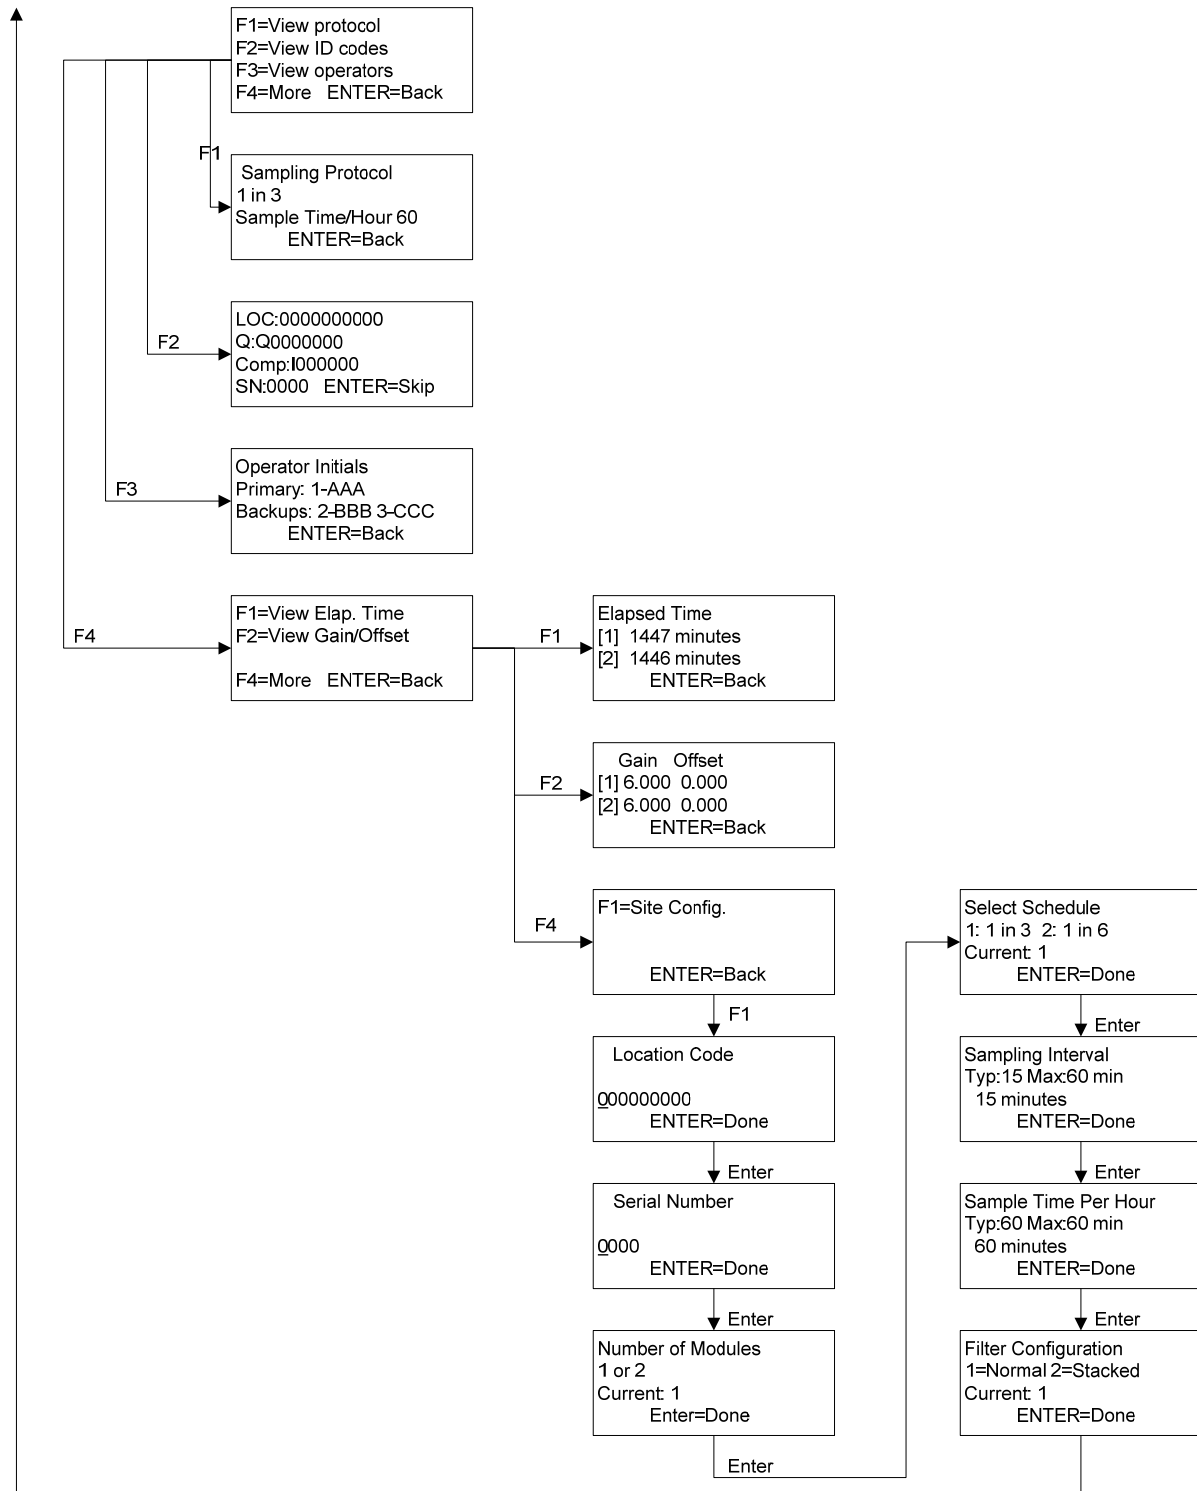 F1=View protocol
F2=View ID codes
F3=View operators
F4=More ENTER=Back
F1
Sampling Protocol
1 in 3
Sample Time/Hour 60
ENTER=Back
F2
LOC:0000000000
Q:Q0000000
Comp:I000000
SN:0000 ENTER=Skip
F3
Operator Initials
Primary: 1-AAA
Backups: 2-BBB 3-CCC
ENTER=Back
F4
F1=View Elap. Time
F2=View Gain/Offset
F4=More ENTER=Back
F1
Elapsed Time
[1] 1447 minutes
[2] 1446 minutes
ENTER=Back
F2
Gain Offset
[1] 6.000 0.000
[2] 6.000 0.000
ENTER=Back
F4
F1=Site Config.
ENTER=Back
F1
Location Code
000000000
ENTER=Done
Enter
Serial Number
0000
ENTER=Done
Enter
Number of Modules
1 or 2
Current: 1
Enter=Done
Enter
Select Schedule
1: 1 in 3 2: 1 in 6
Current: 1
ENTER=Done
Enter
Sampling Interval
Typ:15 Max:60 min
15 minutes
ENTER=Done
Enter
Sample Time Per Hour
Typ:60 Max:60 min
60 minutes
ENTER=Done
Enter
Filter Configuration
1=Normal 2=Stacked
Current: 1
ENTER=Done